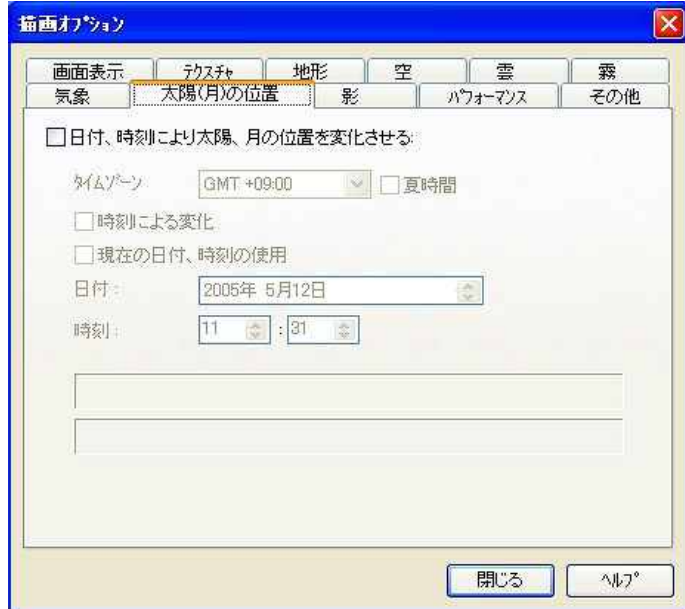 描画ｵﾌﾟｼｮﾝ
画面表示 ﾃｸｽﾁｬ 地形 空 雲 霧
気象 太陽(月)の位置 影 ﾊﾟﾌｫｰﾏﾝｽ その他
日付、時刻により太陽、月の位置を変化させる:
ﾀｲﾑｿﾞｰﾝ GMT +09:00 夏時間
時刻による変化
現在の日付、時刻の使用
日付： 2005年 5月12日
時刻： 11 : 31
閉じる ﾍﾙﾌﾟ